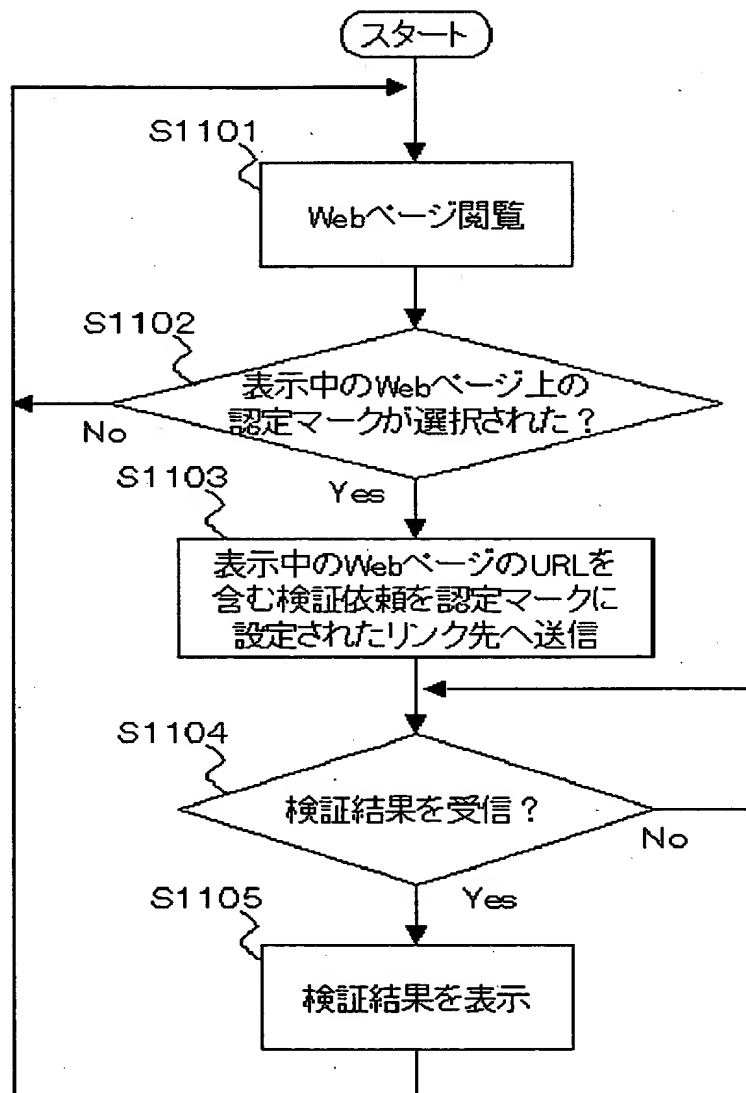 スタート
S1101
Webページ閲覧
S1102
表示中のWebページ上の
認定マークが選択された？
No
Yes
S1103
表示中のWebページのURLを
含む検証依頼を認定マークに
設定されたリンク先へ送信
S1104
検証結果を受信？
No
Yes
S1105
検証結果を表示